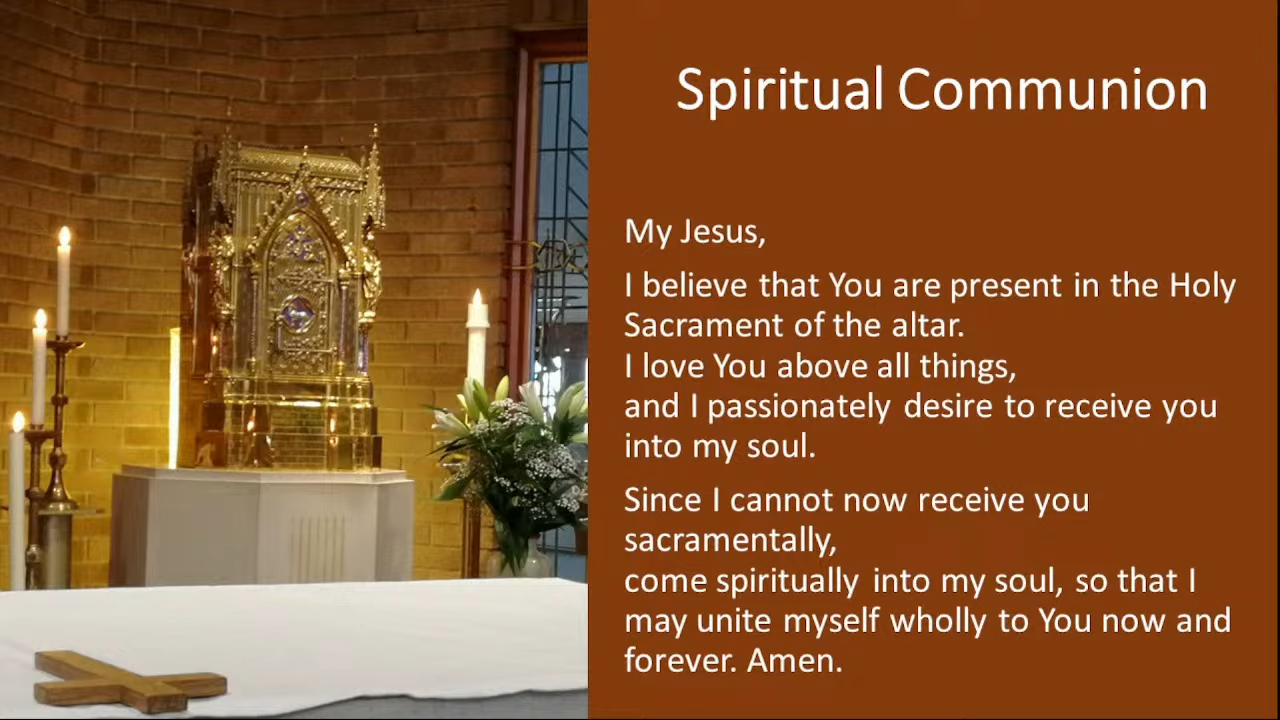 Spiritual Communion
My Jesus,
I believe that You are present in the Holy
Sacrament of the altar.
I love You above all things,
and I passionately desire to receive you
into my soul.
Since I cannot now receive you
sacramentally,
come spiritually into my soul, so that I
may unite myself wholly to You now and
forever. Amen.